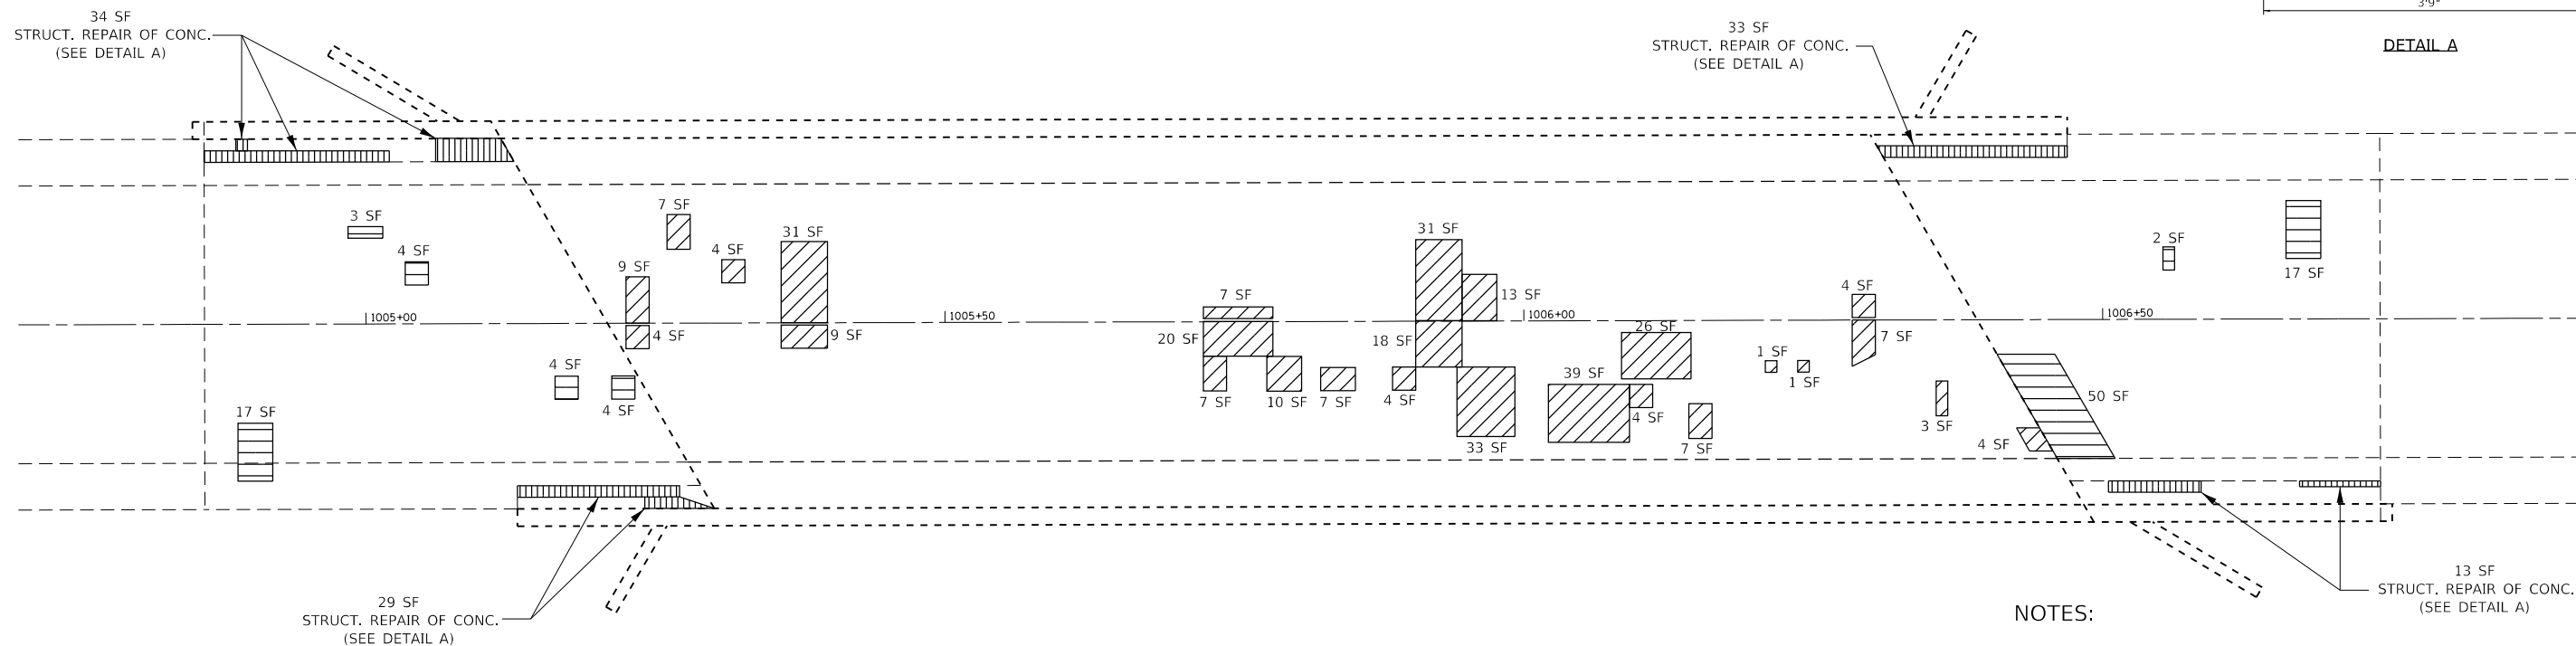 34 SF
STRUCT. REPAIR OF CONC.
(SEE DETAIL A)
33 SF
STRUCT. REPAIR OF CONC.
(SEE DETAIL A)
3'9"
DETAIL A
3 SF
4 SF
7 SF
4 SF
9 SF
4 SF
31 SF
9 SF
4 SF
4 SF
17 SF
1005+00
1005+50
7 SF
20 SF
7 SF
10 SF
7 SF
31 SF
13 SF
18 SF
4 SF
33 SF
1006+00
26 SF
39 SF
4 SF
7 SF
1 SF
1 SF
4 SF
7 SF
3 SF
4 SF
50 SF
1006+50
2 SF
17 SF
29 SF
STRUCT. REPAIR OF CONC.
(SEE DETAIL A)
13 SF
STRUCT. REPAIR OF CONC.
(SEE DETAIL A)
NOTES: